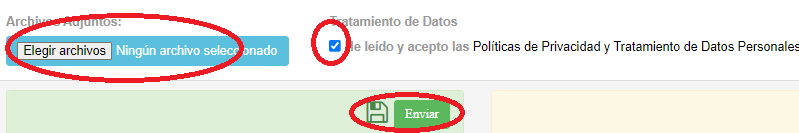 Archivos Adjuntos:
Tratamiento de Datos
Elegir archivos Ningún archivo seleccionado
He leído y acepto las Políticas de Privacidad y Tratamiento de Datos Personales
Enviar